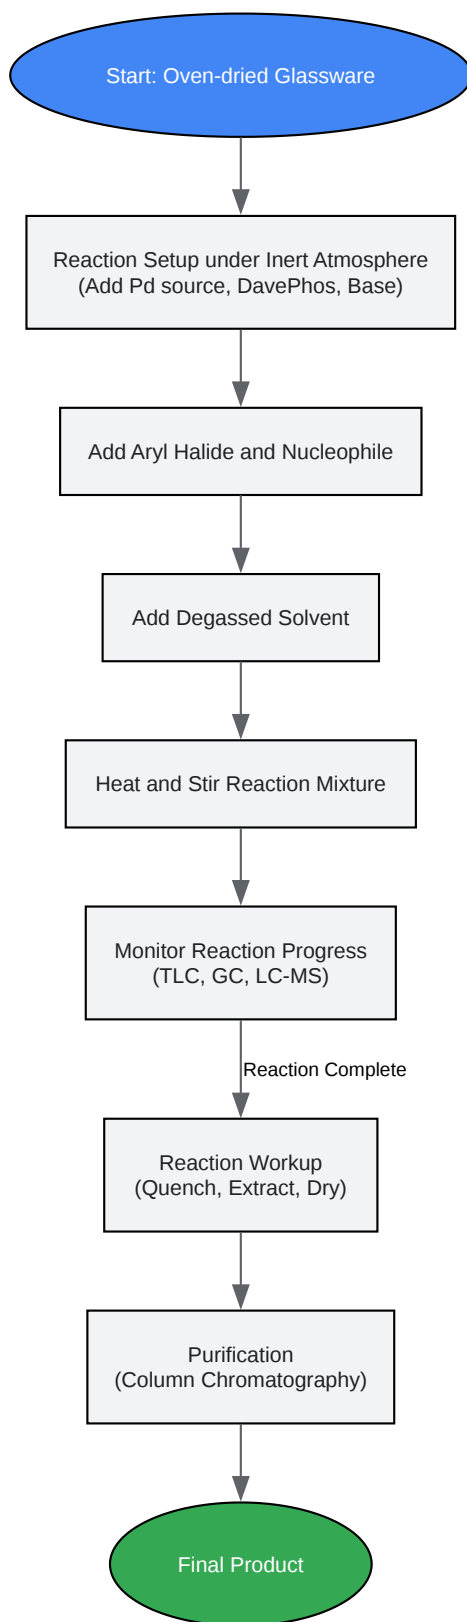 Start: Oven-dried Glassware
Reaction Setup under Inert Atmosphere
(Add Pd source, DavePhos, Base)
Add Aryl Halide and Nucleophile
Add Degassed Solvent
Heat and Stir Reaction Mixture
Monitor Reaction Progress
(TLC, GC, LC-MS)
Reaction Complete
Reaction Workup
(Quench, Extract, Dry)
Purification
(Column Chromatography)
Final Product